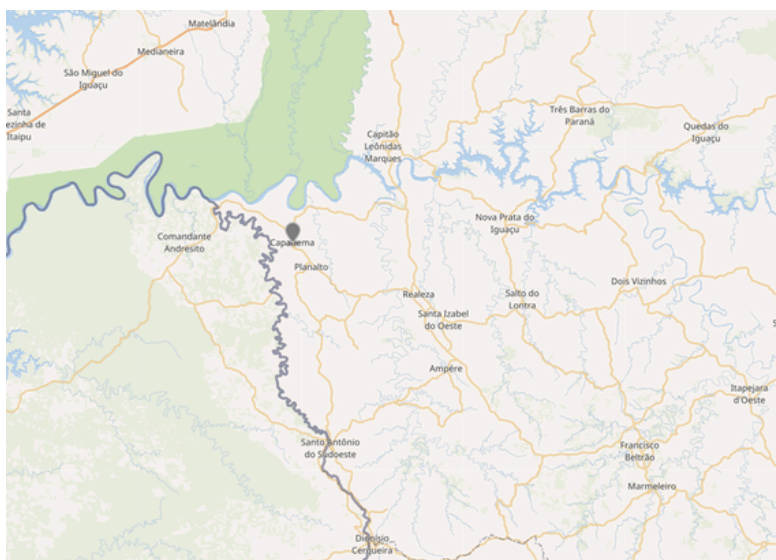 Matelândia
Medianeira
São Miguel do
Iguaçu
Santa
ezinha de
Itaipu
Três Barras do
Paraná
Quedas do
Iguaçu
Capitão
Leônidas
Marques
Nova Prata do
Iguaçu
Comandante
Andresito
Capanema
Planalto
Dois Vizinhos
Realeza
Salto do
Lontra
Santa Izabel
do Oeste
Ampére
Itapejara
d'Oeste
Santo Antônio
do Sudoeste
Francisco
Beltrão
Marmeleiro
Dionísio
Cerqueira